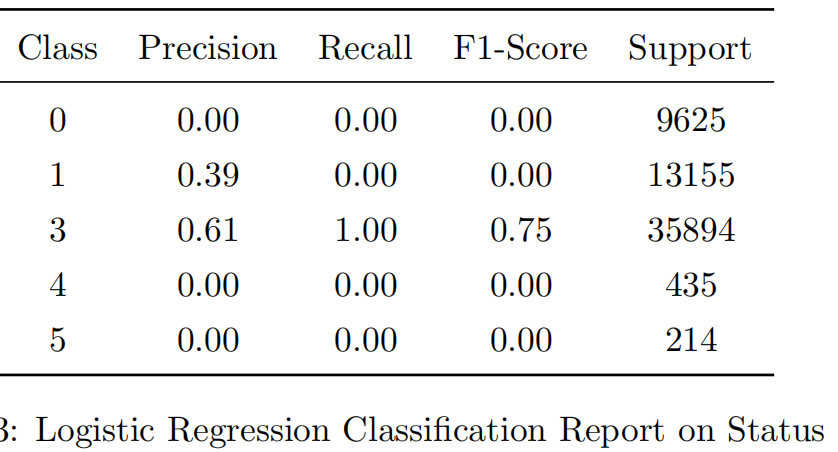 Class Precision Recall F1-Score Support
0 0.00 0.00 0.00 9625
1 0.39 0.00 0.00 13155
3 0.61 1.00 0.75 35894
4 0.00 0.00 0.00 435
5 0.00 0.00 0.00 214
3: Logistic Regression Classification Report on Status